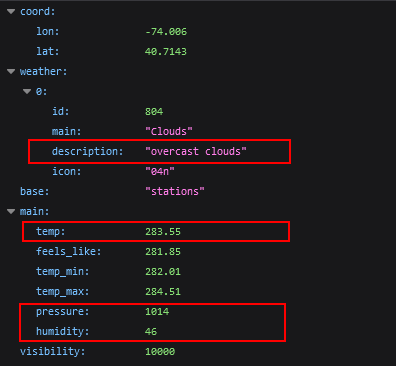 coord:
lon: -74.006
lat: 40.7143
weather:
0:
id: 804
main: "Clouds"
description: "overcast clouds"
icon: "04n"
base: "stations"
main:
temp: 283.55
feels_like: 281.85
temp_min: 282.01
temp_max: 284.51
pressure: 1014
humidity: 46
visibility: 10000